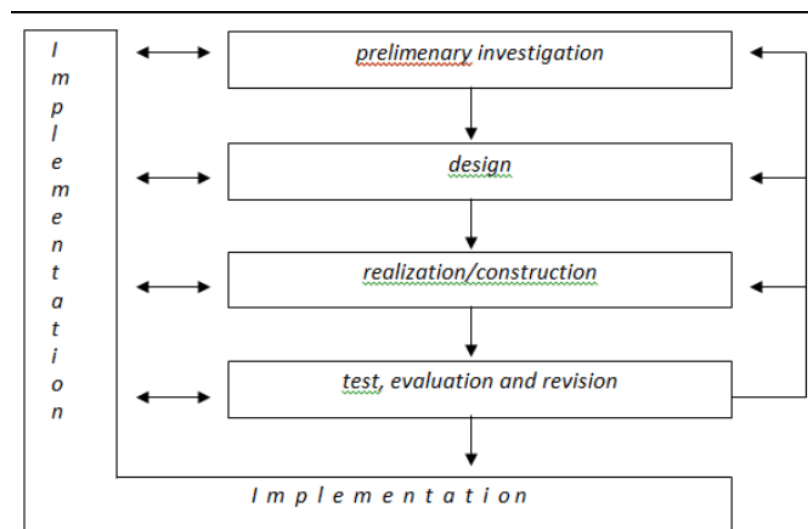 Implementation
prelimenary investigation
design
realization/construction
test, evaluation and revision
Implementation